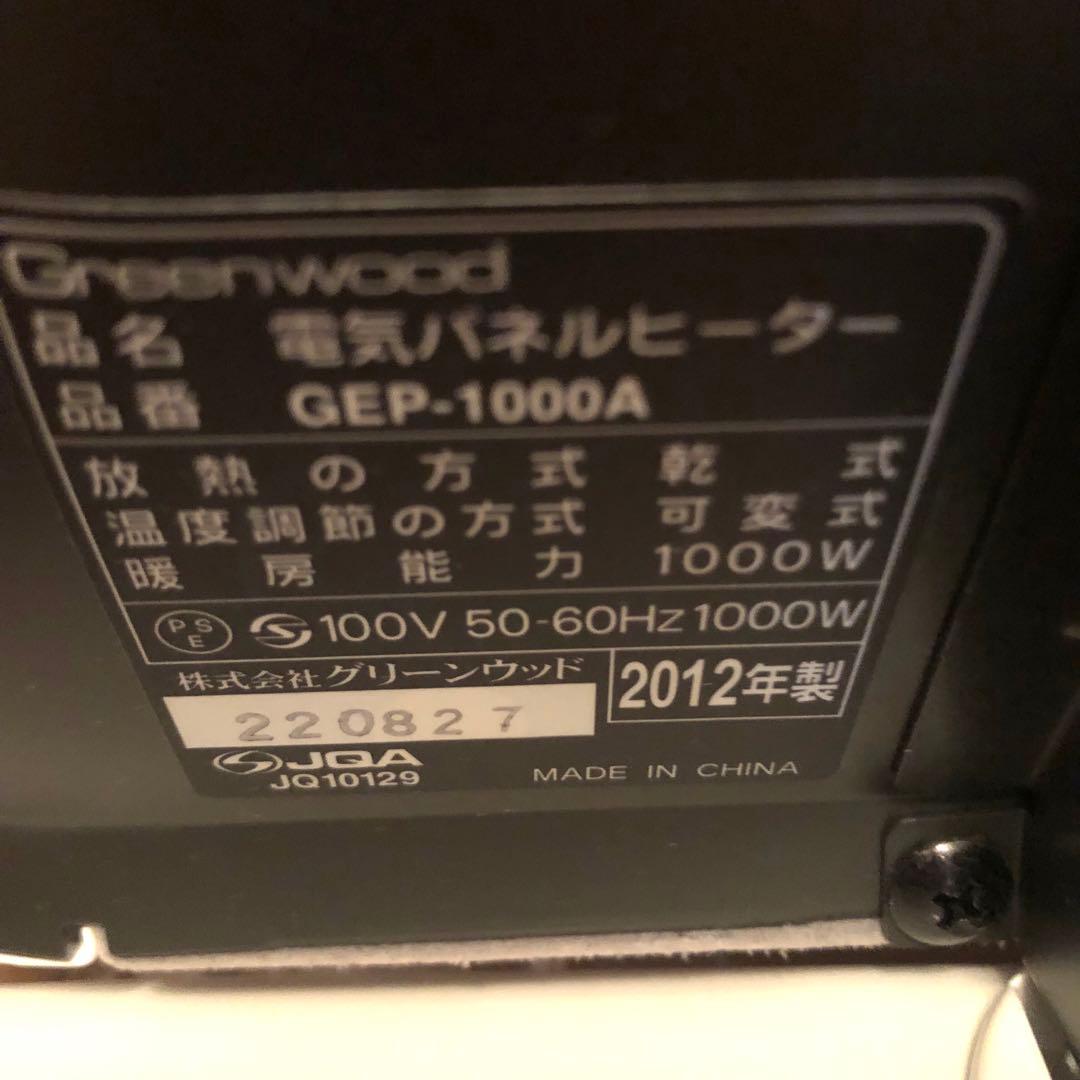 Greenwood
品名 電気パネルヒーター
品番 GEP-1000A
放熱の方式 乾式
温度調節の方式 可変式
暖房能力 1000W
PSE S 100V 50-60Hz 1000W
株式会社グリーンウッド
2012年製
220827
JQA
JQ10129
MADE IN CHINA